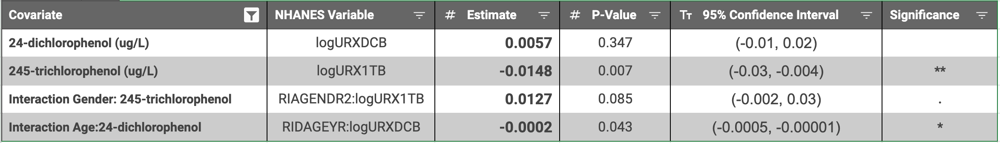 Covariate NHANES Variable # Estimate # P-Value Tт 95% Confidence Interval Significance
24-dichlorophenol (ug/L) logURXDCB 0.0057 0.347 (-0.01, 0.02)
245-trichlorophenol (ug/L) logURX1TB -0.0148 0.007 (-0.03, -0.004) **
Interaction Gender: 245-trichlorophenol RIAGENDR2:logURX1TB 0.0127 0.085 (-0.002, 0.03) .
Interaction Age:24-dichlorophenol RIDAGEYR:logURXDCB -0.0002 0.043 (-0.0005, -0.00001) *